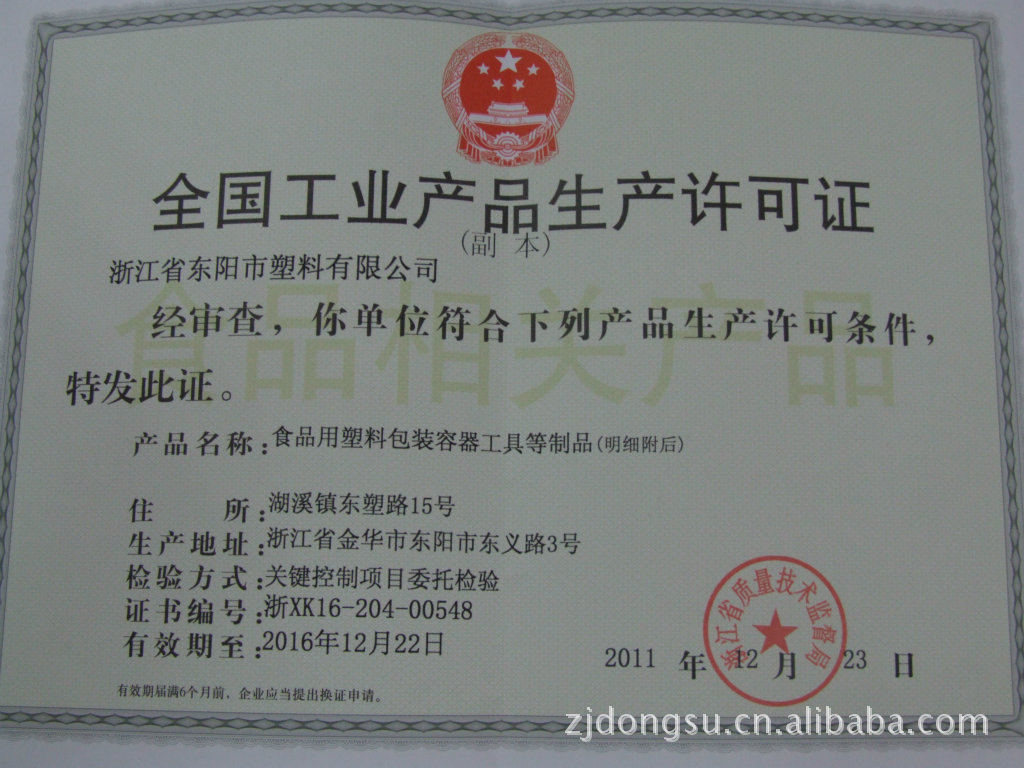 全国工业产品生产许可证
(副 本)
浙江省东阳市塑料有限公司
食品相关产品
经审查，你单位符合下列产品生产许可条件，
特发此证。
产品名称：食品用塑料包装容器工具等制品(明细附后)
住 所：湖溪镇东塑路15号
生产地址：浙江省金华市东阳市东义路3号
检验方式：关键控制项目委托检验
证书编号：浙XK16-204-00548
有效期至：2016年12月22日
浙江省质量技术监督局
2011 年 12 月 23 日
有效期届满6个月前，企业应当提出换证申请。
zjdongsu.cn.alibaba.com